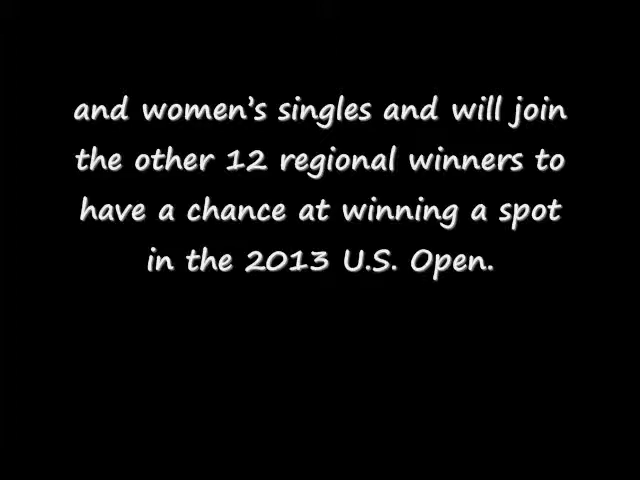 and women's singles and will join
the other 12 regional winners to
have a chance at winning a spot
in the 2013 U.S. Open.